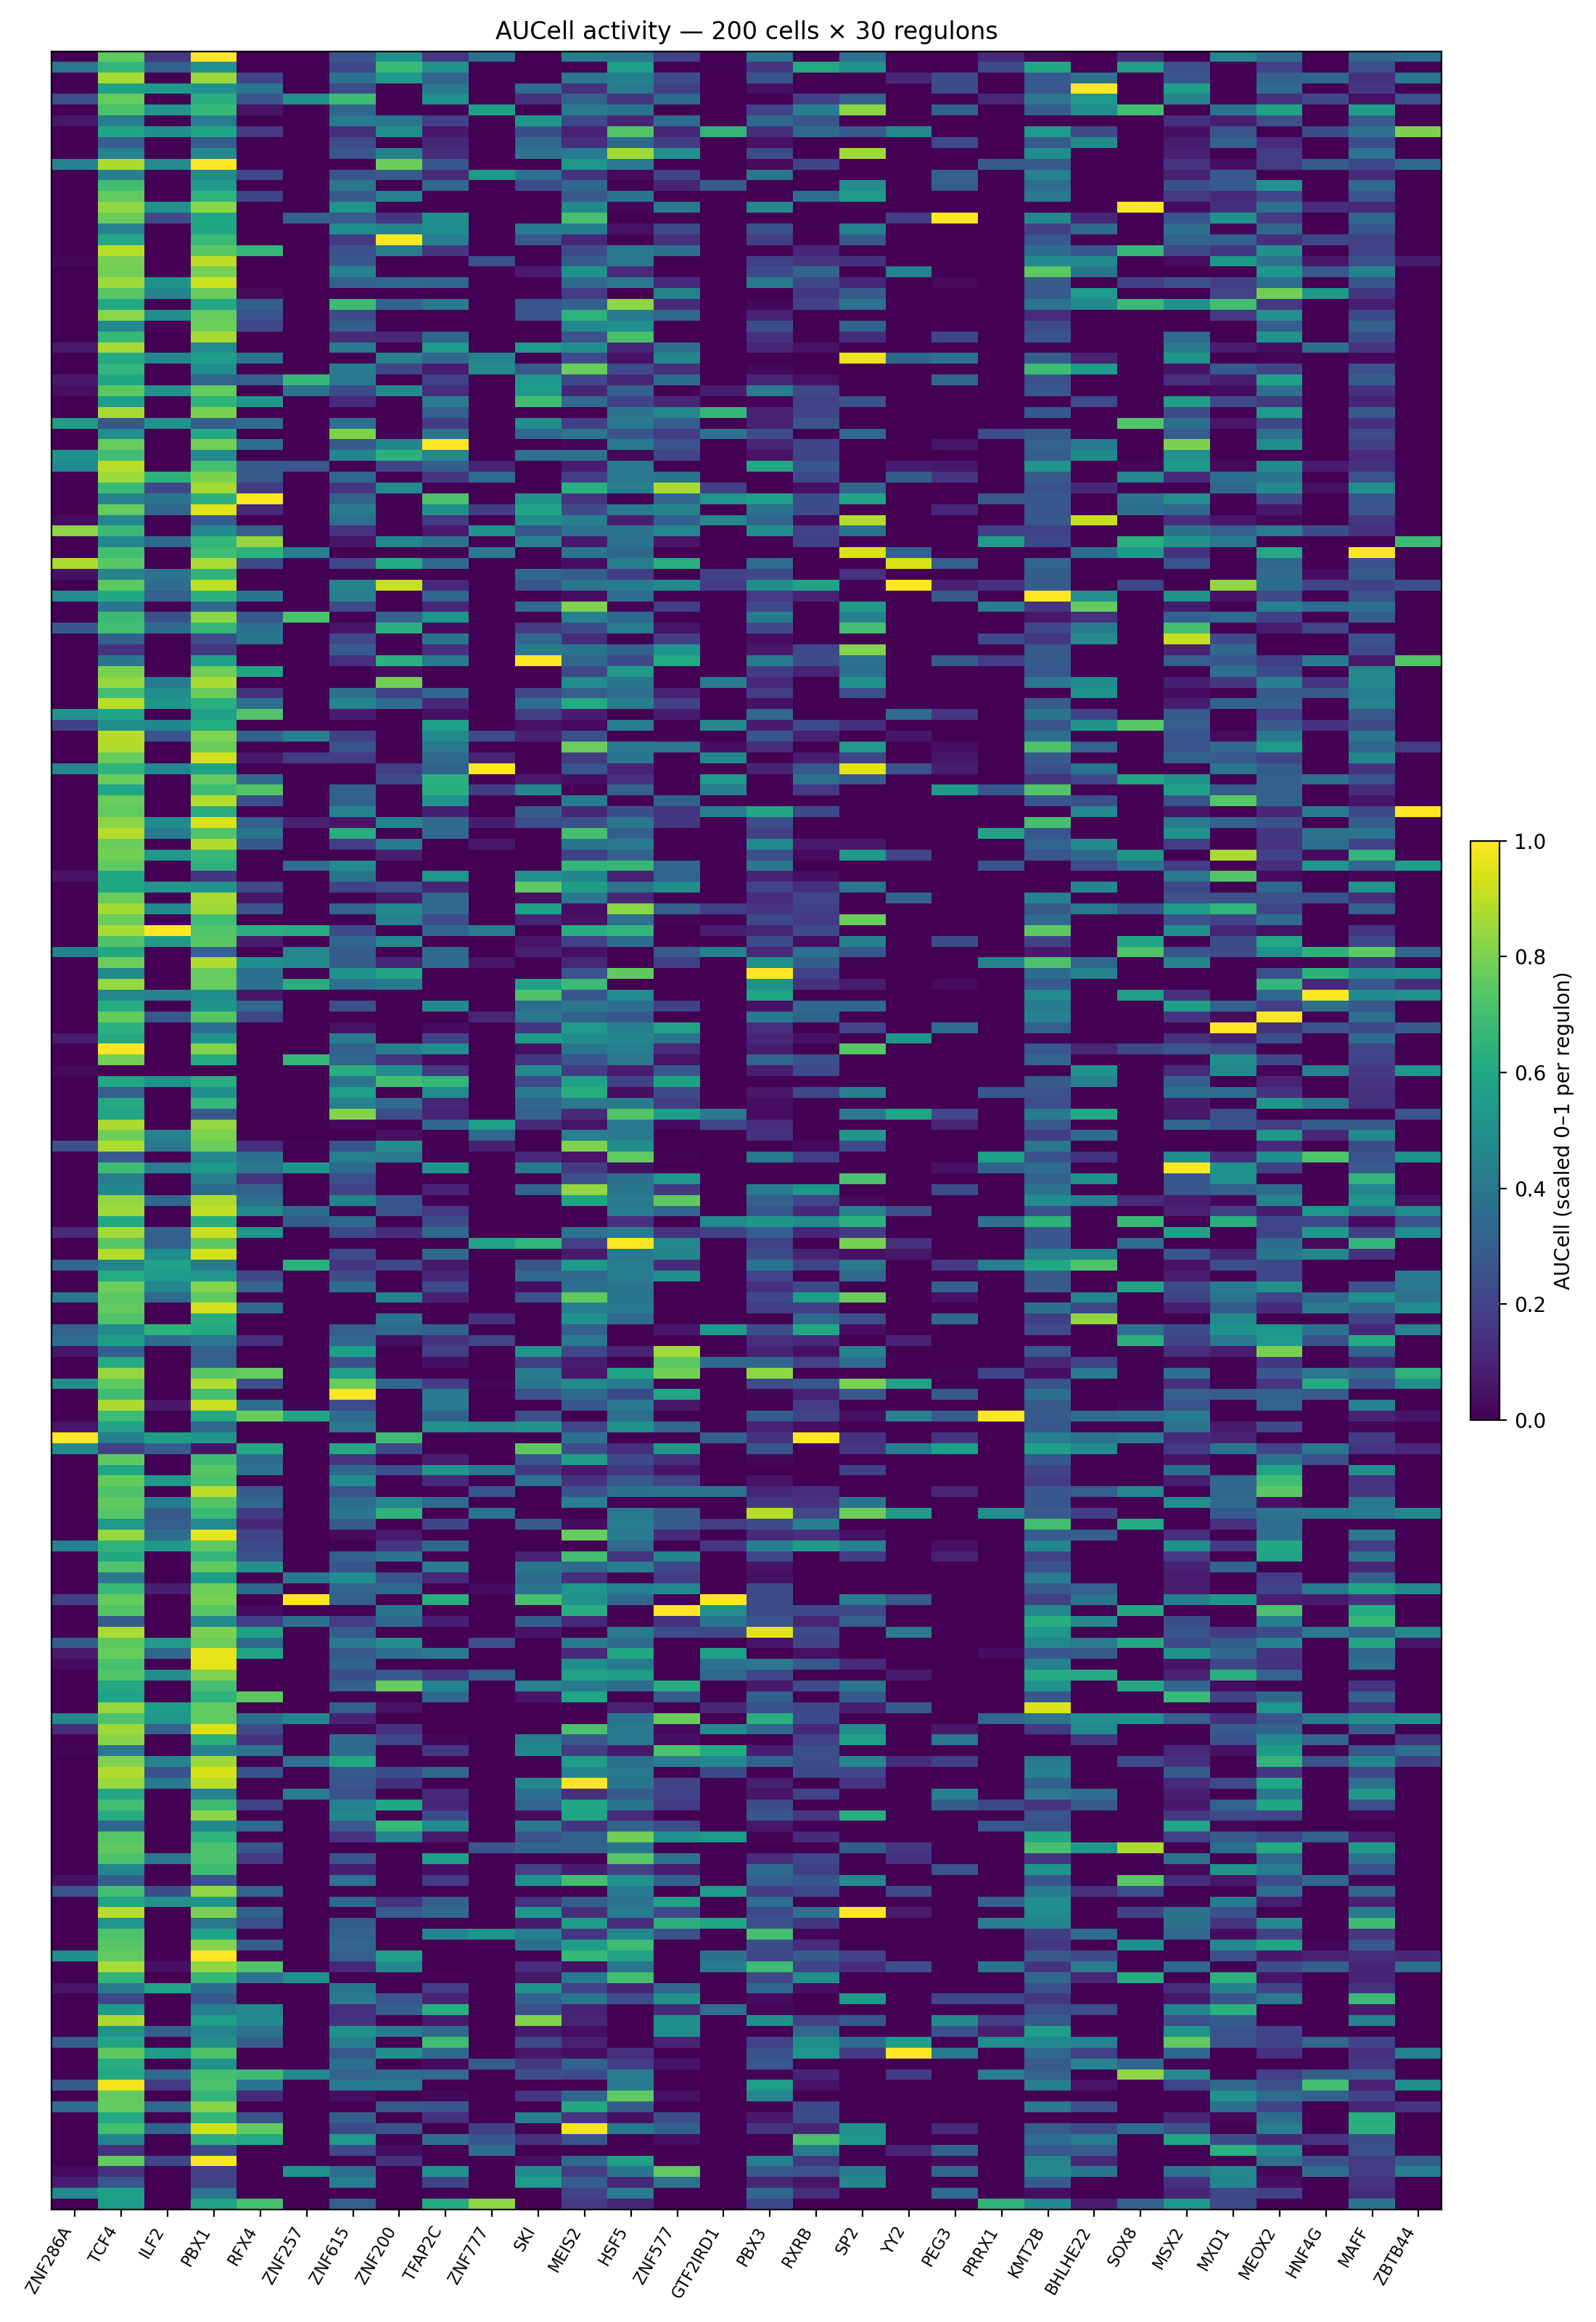 AUCell activity — 200 cells × 30 regulons
1.0
0.8
0.6
0.4
0.2
0.0
AUCell (scaled 0–1 per regulon)
ZNF286A
TCF4
ILF2
PBX1
RFX4
ZNF257
ZNF615
ZNF200
TFAP2C
ZNF777
SKI
MEIS2
HSF5
ZNF577
GTF2IRD1
PBX3
RXRB
SP2
YY2
PEG3
PRRX1
KMT2B
BHLHE22
SOX8
MSX2
MXD1
MEOX2
HNF4G
MAFF
ZBTB44